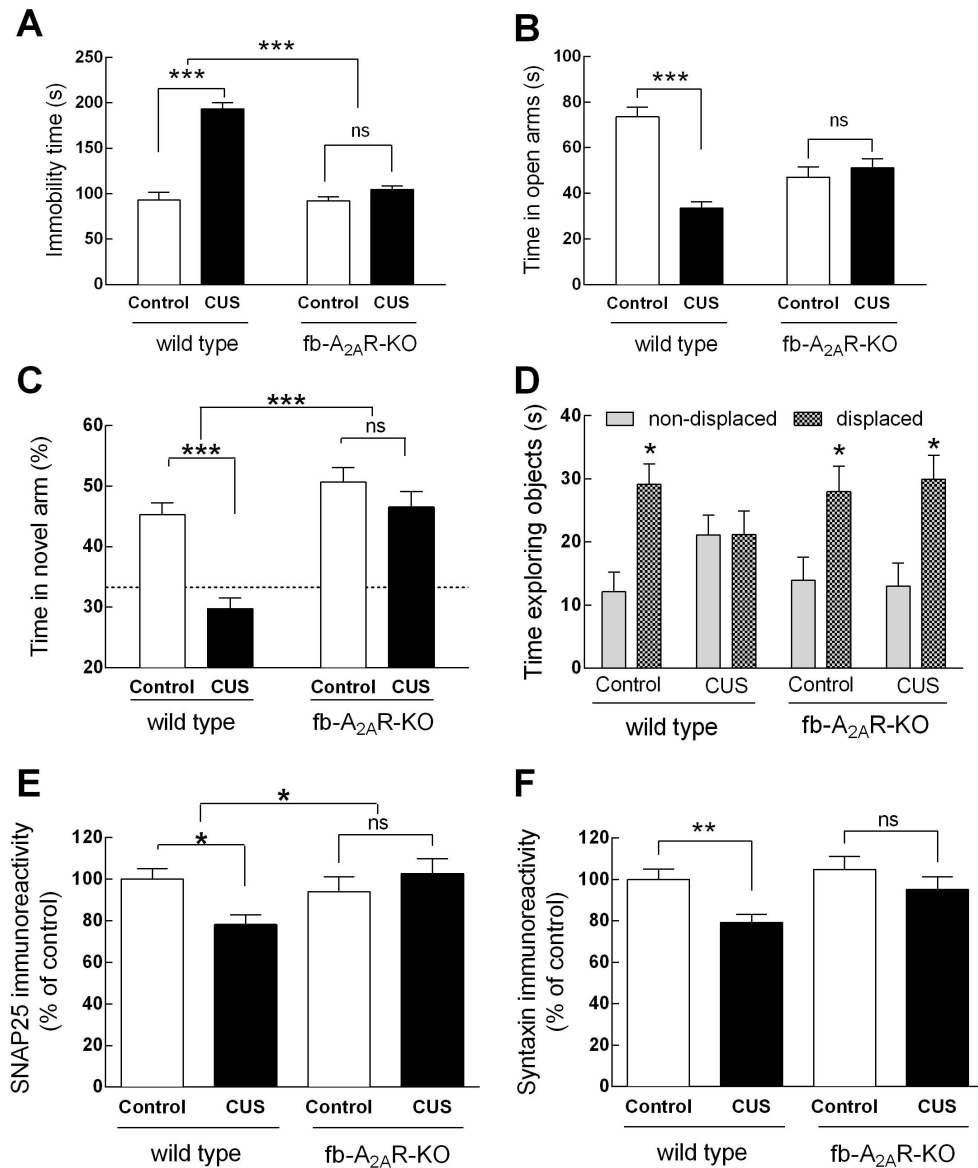 A
Immobility time (s)
250
200
150
100
50
0
***
***
ns
Control CUS Control CUS
wild type fb-A₂ₐR-KO
B
Time in open arms (s)
100
80
60
40
20
0
***
ns
Control CUS Control CUS
wild type fb-A₂ₐR-KO
C
Time in novel arm (%)
60
50
40
30
20
***
***
ns
Control CUS Control CUS
wild type fb-A₂ₐR-KO
D
Time exploring objects (s)
40
30
20
10
0
non-displaced displaced
* * *
Control CUS Control CUS
wild type fb-A₂ₐR-KO
E
SNAP25 immunoreactivity
(% of control)
120
100
80
60
40
20
0
*
*
ns
Control CUS Control CUS
wild type fb-A₂ₐR-KO
F
Syntaxin immunoreactivity
(% of control)
120
100
80
60
40
20
0
**
ns
Control CUS Control CUS
wild type fb-A₂ₐR-KO